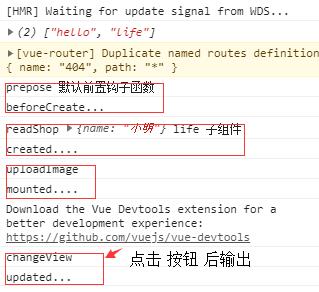 [HMR] Waiting for update signal from WDS...
▶ (2) ["hello", "life"]
▶[vue-router] Duplicate named routes definition
{ name: "404", path: "*" }
prepose 默认前置钩子函数
beforeCreate...
readShop ▶{name: "小明"} life 子组件
created....
uploadImage
mounted....
Download the Vue Devtools extension for a
better development experience:
https://github.com/vuejs/vue-devtools
changeView
updated...
点击 按钮 后输出